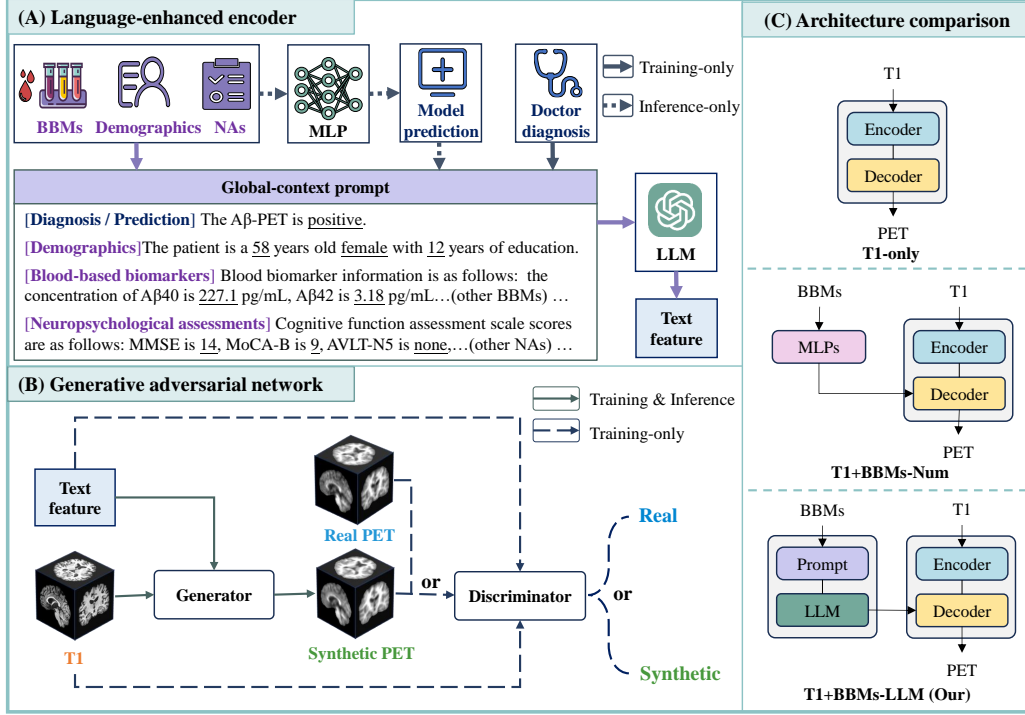 (A) Language-enhanced encoder
BBMs
Demographics
NAs
MLP
Model
prediction
Doctor
diagnosis
Training-only
Inference-only
Global-context prompt
[Diagnosis / Prediction] The Aβ-PET is positive.
[Demographics]The patient is a 58 years old female with 12 years of education.
[Blood-based biomarkers] Blood biomarker information is as follows: the
concentration of Aβ40 is 227.1 pg/mL, Aβ42 is 3.18 pg/mL…(other BBMs) …
[Neuropsychological assessments] Cognitive function assessment scale scores
are as follows: MMSE is 14, MoCA-B is 9, AVLT-N5 is none,…(other NAs) …
LLM
Text
feature
(B) Generative adversarial network
Training & Inference
Training-only
Text
feature
Real PET
T1
Generator
Synthetic PET
or
Discriminator
Real
or
Synthetic
(C) Architecture comparison
T1
Encoder
Decoder
PET
T1-only
BBMs
T1
MLPs
Encoder
Decoder
PET
T1+BBMs-Num
BBMs
T1
Prompt
Encoder
LLM
Decoder
PET
T1+BBMs-LLM (Our)